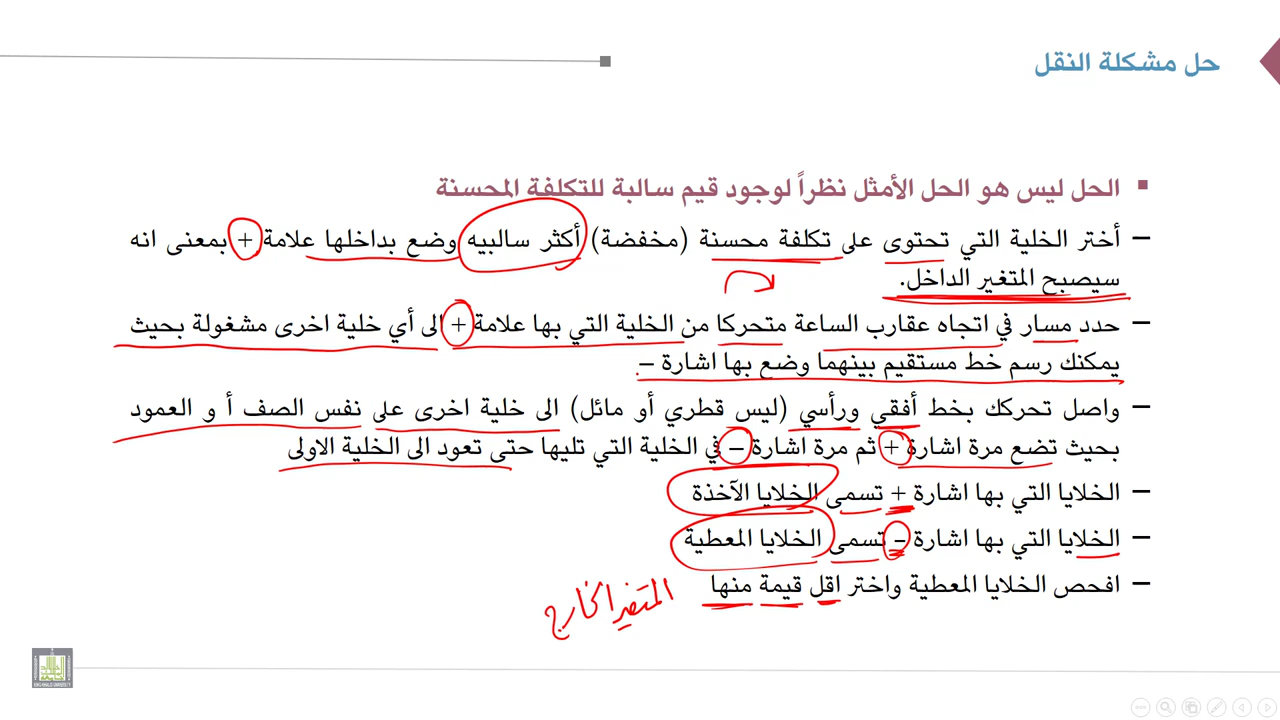 حل مشكلة النقل
▪ الحل ليس هو الحل الأمثل نظراً لوجود قيم سالبة للتكلفة المحسنة
– أختر الخلية التي تحتوى على تكلفة محسنة (مخفضة) أكثر سالبيه وضع بداخلها علامة + بمعنى انه
سيصبح المتغير الداخل.
– حدد مسار في اتجاه عقارب الساعة متحركا من الخلية التي بها علامة + الى أي خلية اخرى مشغولة بحيث
يمكنك رسم خط مستقيم بينهما وضع بها اشارة –.
– واصل تحركك بخط أفقي ورأسي (ليس قطري أو مائل) الى خلية اخرى على نفس الصف أ و العمود
بحيث تضع مرة اشارة + ثم مرة اشارة – في الخلية التي تليها حتى تعود الى الخلية الاولى
– الخلايا التي بها اشارة + تسمى الخلايا الآخذة
– الخلايا التي بها اشارة – تسمى الخلايا المعطية
– افحص الخلايا المعطية واختر اقل قيمة منها
المتغير الخارج